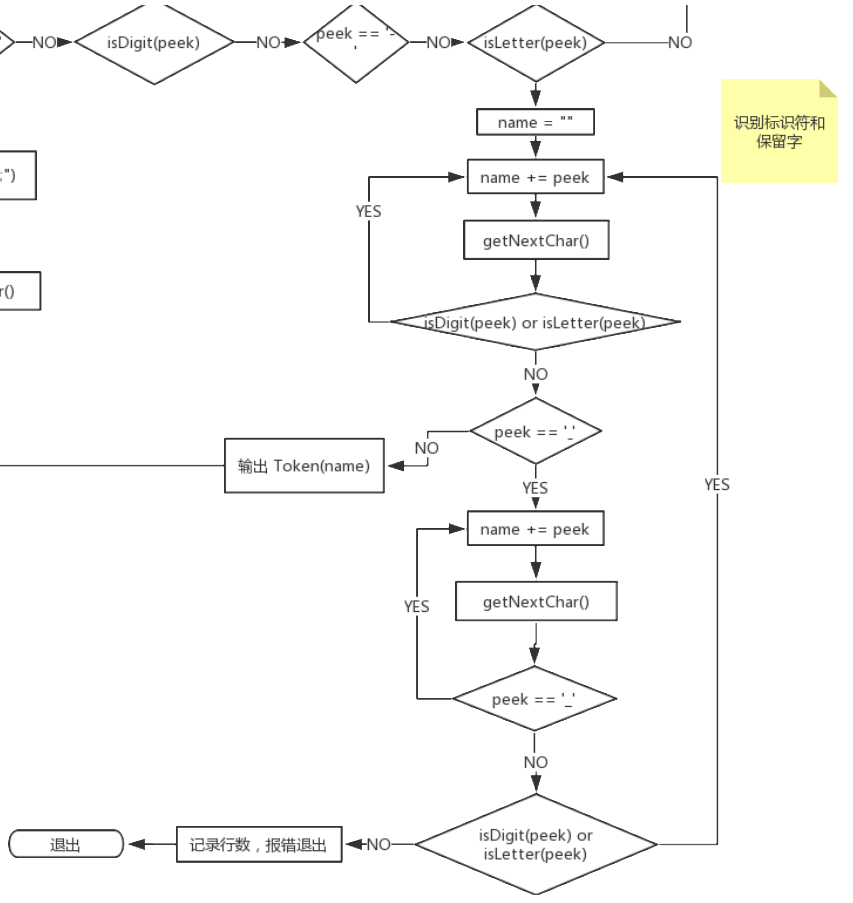 NO
isDigit(peek)
NO
peek == '-
'
NO
isLetter(peek)
NO
name = ""
识别标识符和
保留字
")
name += peek
YES
getNextChar()
r()
isDigit(peek) or isLetter(peek)
NO
peek == '_'
NO
输出 Token(name)
YES
YES
name += peek
getNextChar()
YES
peek == '_'
NO
isDigit(peek) or
isLetter(peek)
NO
记录行数，报错退出
退出